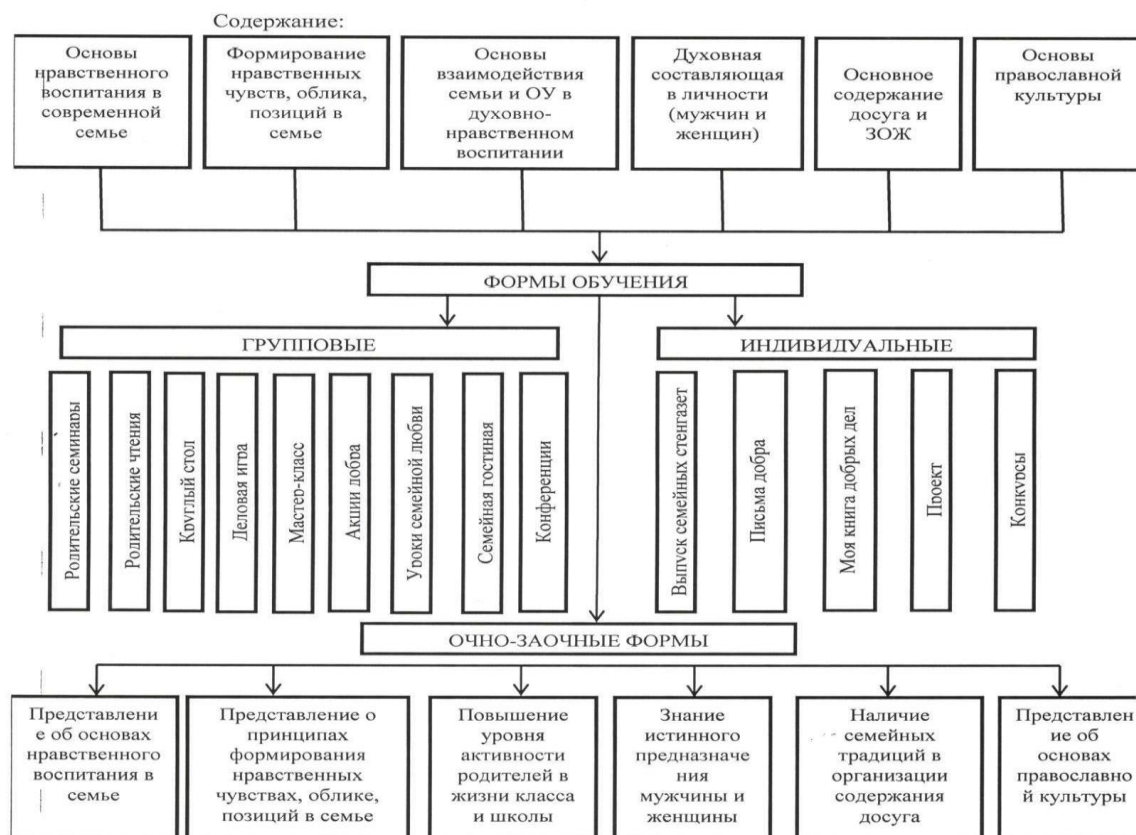 Содержание:
Основы
нравственного
воспитания в
современной
семье
Формирование
нравственных
чувств, облика,
позиций в
семье
Основы
взаимодействия
семьи и ОУ в
духовно-
нравственном
воспитании
Духовная
составляющая
в личности
(мужчин и
женщин)
Основное
содержание
досуга и
ЗОЖ
Основы
православной
культуры
ФОРМЫ ОБУЧЕНИЯ
ГРУППОВЫЕ
ИНДИВИДУАЛЬНЫЕ
Родительские семинары
Родительские чтения
Круглый стол
Деловая игра
Мастер-класс
Акции добра
Уроки семейной любви
Семейная гостиная
Конференции
Выпуск семейных стенгазет
Письма добра
Моя книга добрых дел
Проект
Конкурсы
ОЧНО-ЗАОЧНЫЕ ФОРМЫ
Представлени
е об основах
нравственного
воспитания в
семье
Представление о
принципах
формирования
нравственных
чувствах, облике,
позиций в семье
Повышение
уровня
активности
родителей в
жизни класса
и школы
Знание
истинного
предназначе
ния
мужчины и
женщины
Наличие
семейных
традиций в
организации
содержания
досуга
Представлен
ие об
основах
православно
й культуры